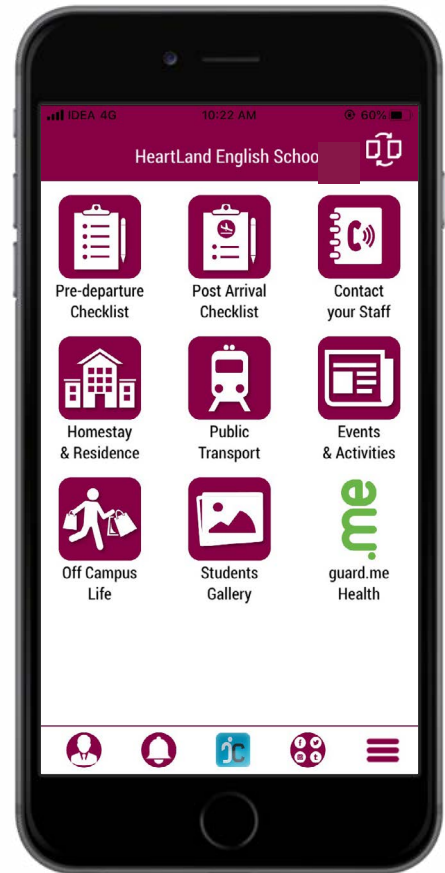 IDEA 4G 10:22 AM 60%
HeartLand English Schoo
Pre-departure
Checklist
Post Arrival
Checklist
Contact
your Staff
Homestay
& Residence
Public
Transport
Events
& Activities
Off Campus
Life
Students
Gallery
.me
guard.me
Health
jc